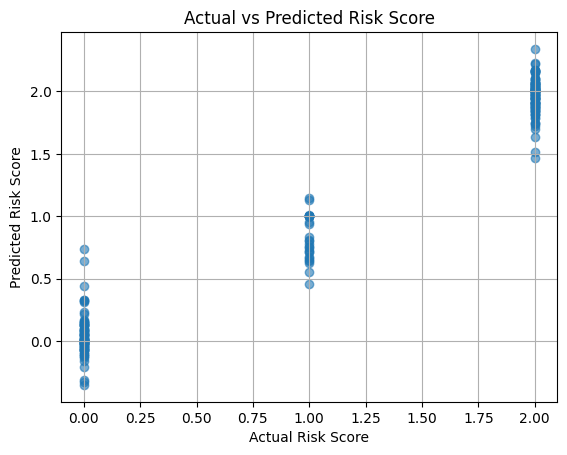 Actual vs Predicted Risk Score
Predicted Risk Score
2.0
1.5
1.0
0.5
0.0
0.00 0.25 0.50 0.75 1.00 1.25 1.50 1.75 2.00
Actual Risk Score